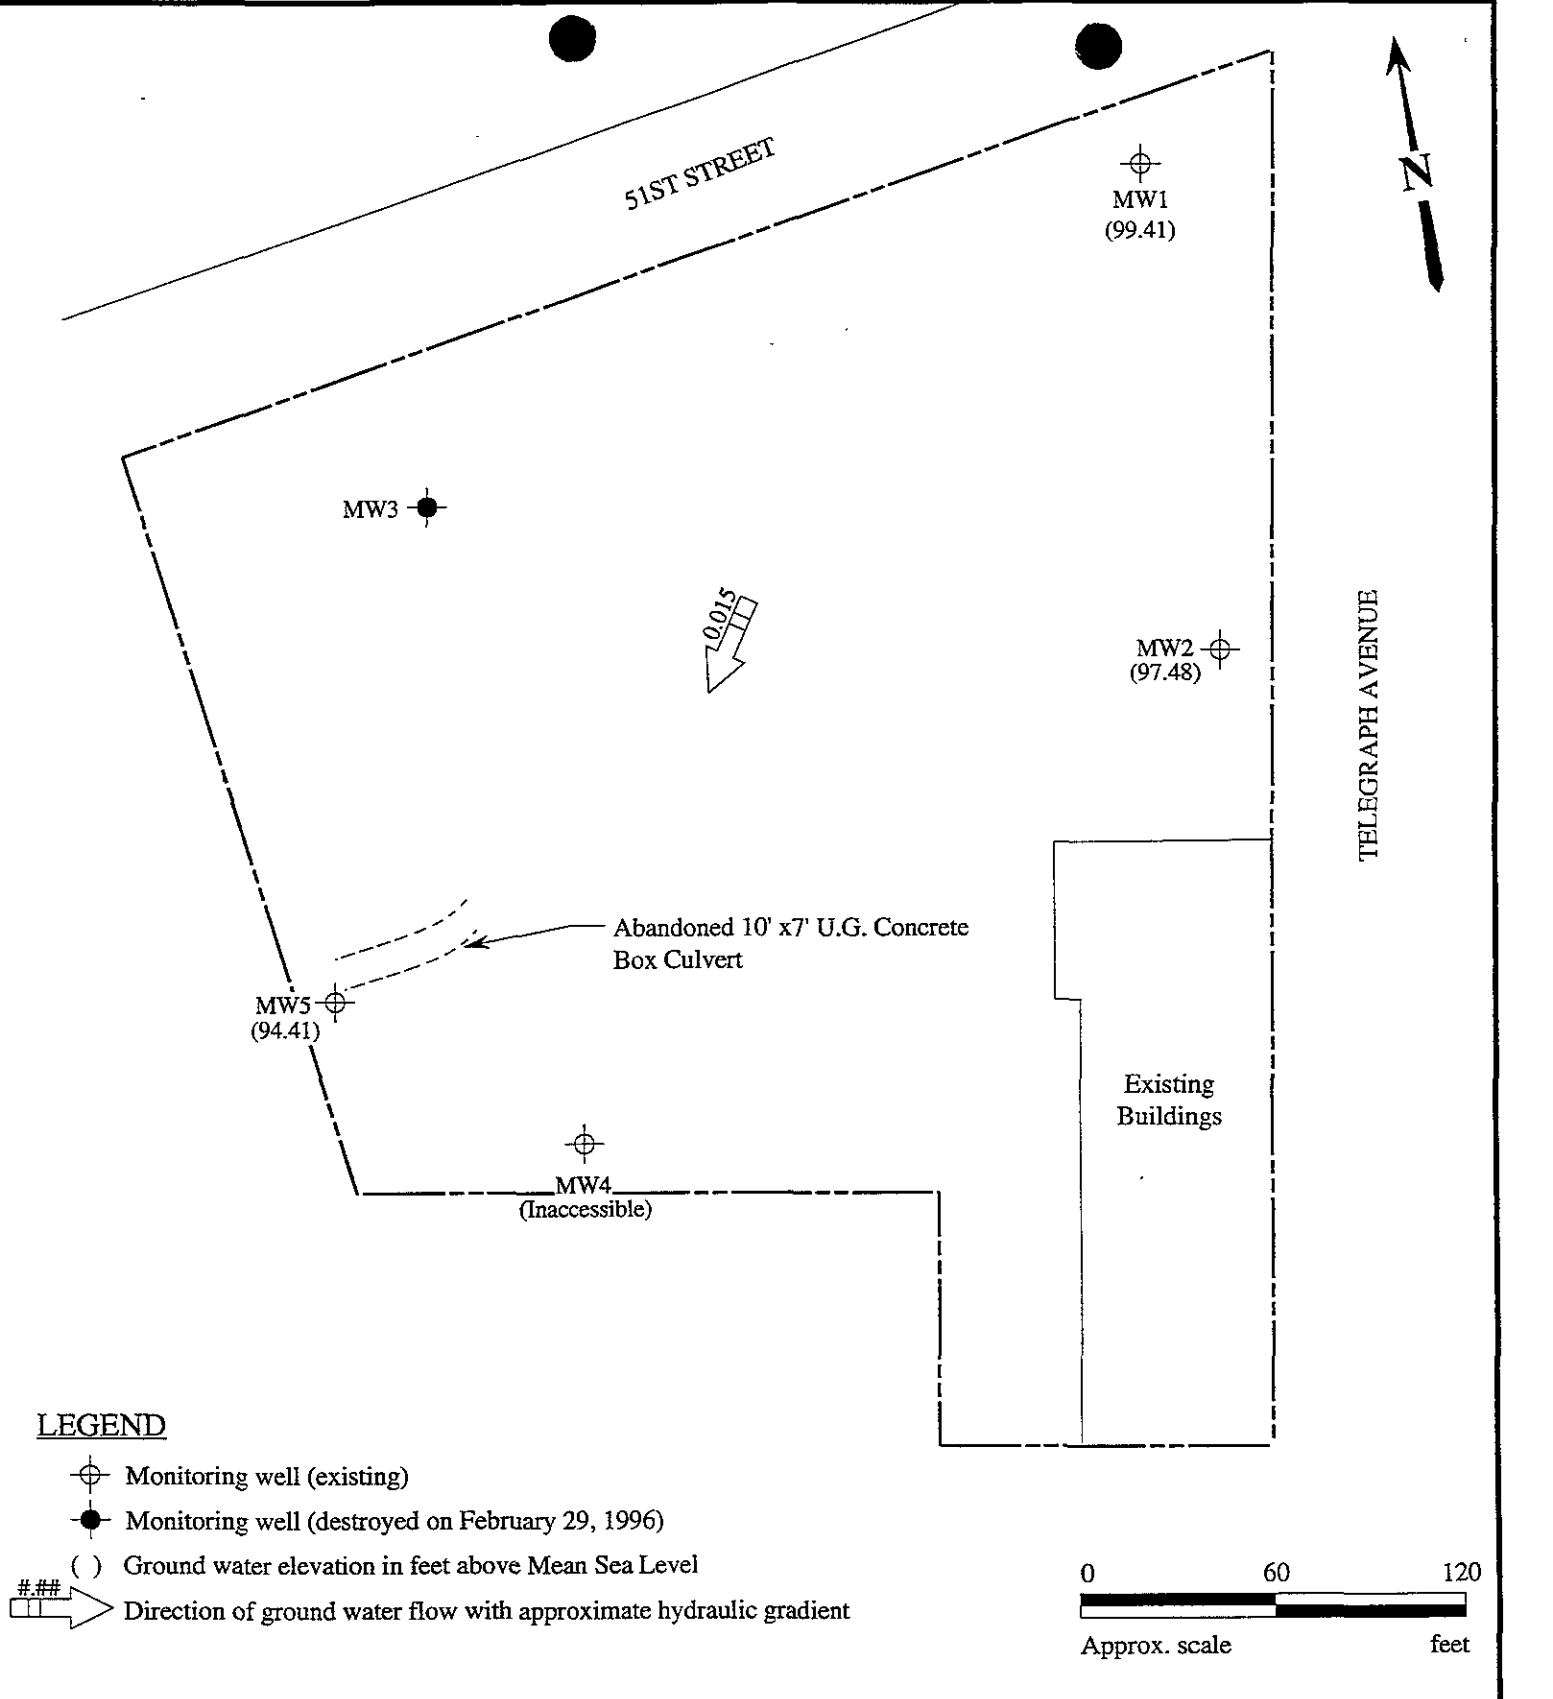 51ST STREET
N
MW1
(99.41)
MW3
0.015
MW2
(97.48)
TELEGRAPH AVENUE
Abandoned 10' x7' U.G. Concrete
Box Culvert
MW5
(94.41)
Existing
Buildings
MW4
(Inaccessible)
LEGEND
Monitoring well (existing)
Monitoring well (destroyed on February 29, 1996)
( ) Ground water elevation in feet above Mean Sea Level
#.##
Direction of ground water flow with approximate hydraulic gradient
0 60 120
Approx. scale feet